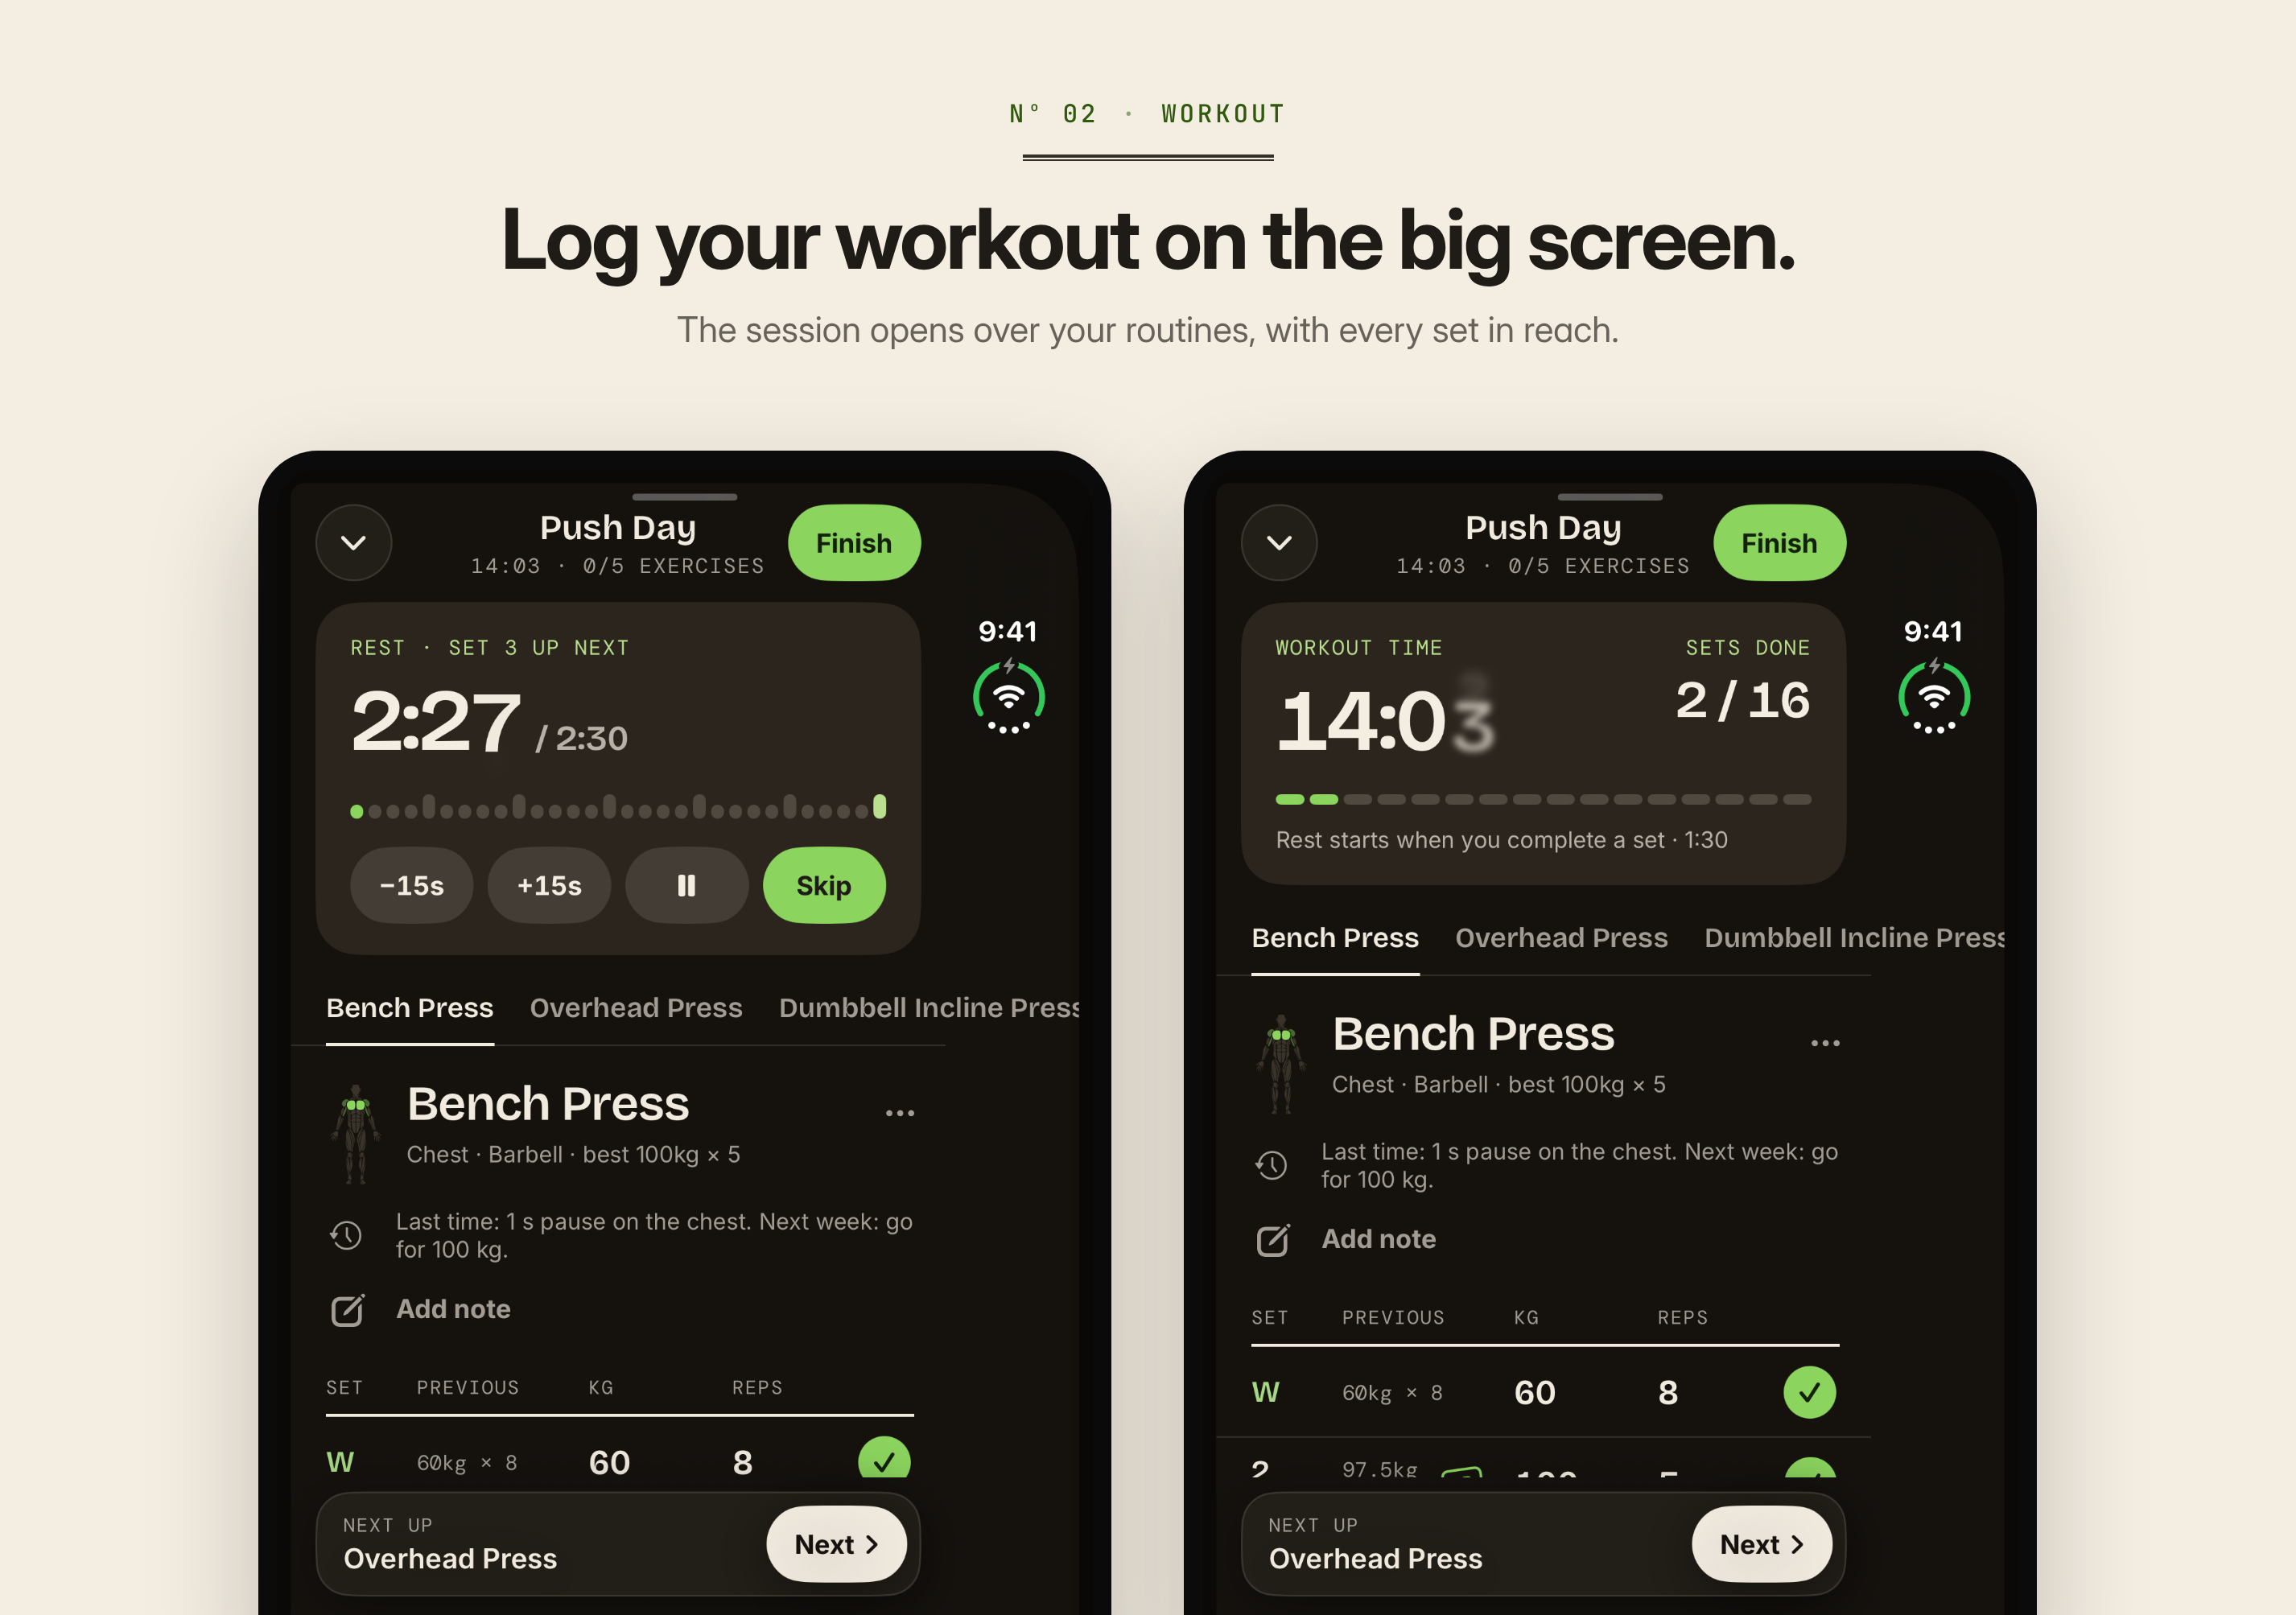 Nº 02 · WORKOUT
Log your workout on the big screen.
The session opens over your routines, with every set in reach.
Push Day
14:03 · 0/5 EXERCISES
Finish
9:41
REST · SET 3 UP NEXT
2:27 / 2:30
−15s
+15s
Skip
Bench Press
Overhead Press
Dumbbell Incline Press
Bench Press
Chest · Barbell · best 100kg × 5
Last time: 1 s pause on the chest. Next week: go
for 100 kg.
Add note
SET PREVIOUS KG REPS
W 60kg × 8 60 8
NEXT UP
Overhead Press
Next
Push Day
14:03 · 0/5 EXERCISES
Finish
9:41
WORKOUT TIME
14:03
SETS DONE
2 / 16
Rest starts when you complete a set · 1:30
Bench Press
Overhead Press
Dumbbell Incline Press
Bench Press
Chest · Barbell · best 100kg × 5
Last time: 1 s pause on the chest. Next week: go
for 100 kg.
Add note
SET PREVIOUS KG REPS
W 60kg × 8 60 8
2 97.5kg 100
NEXT UP
Overhead Press
Next